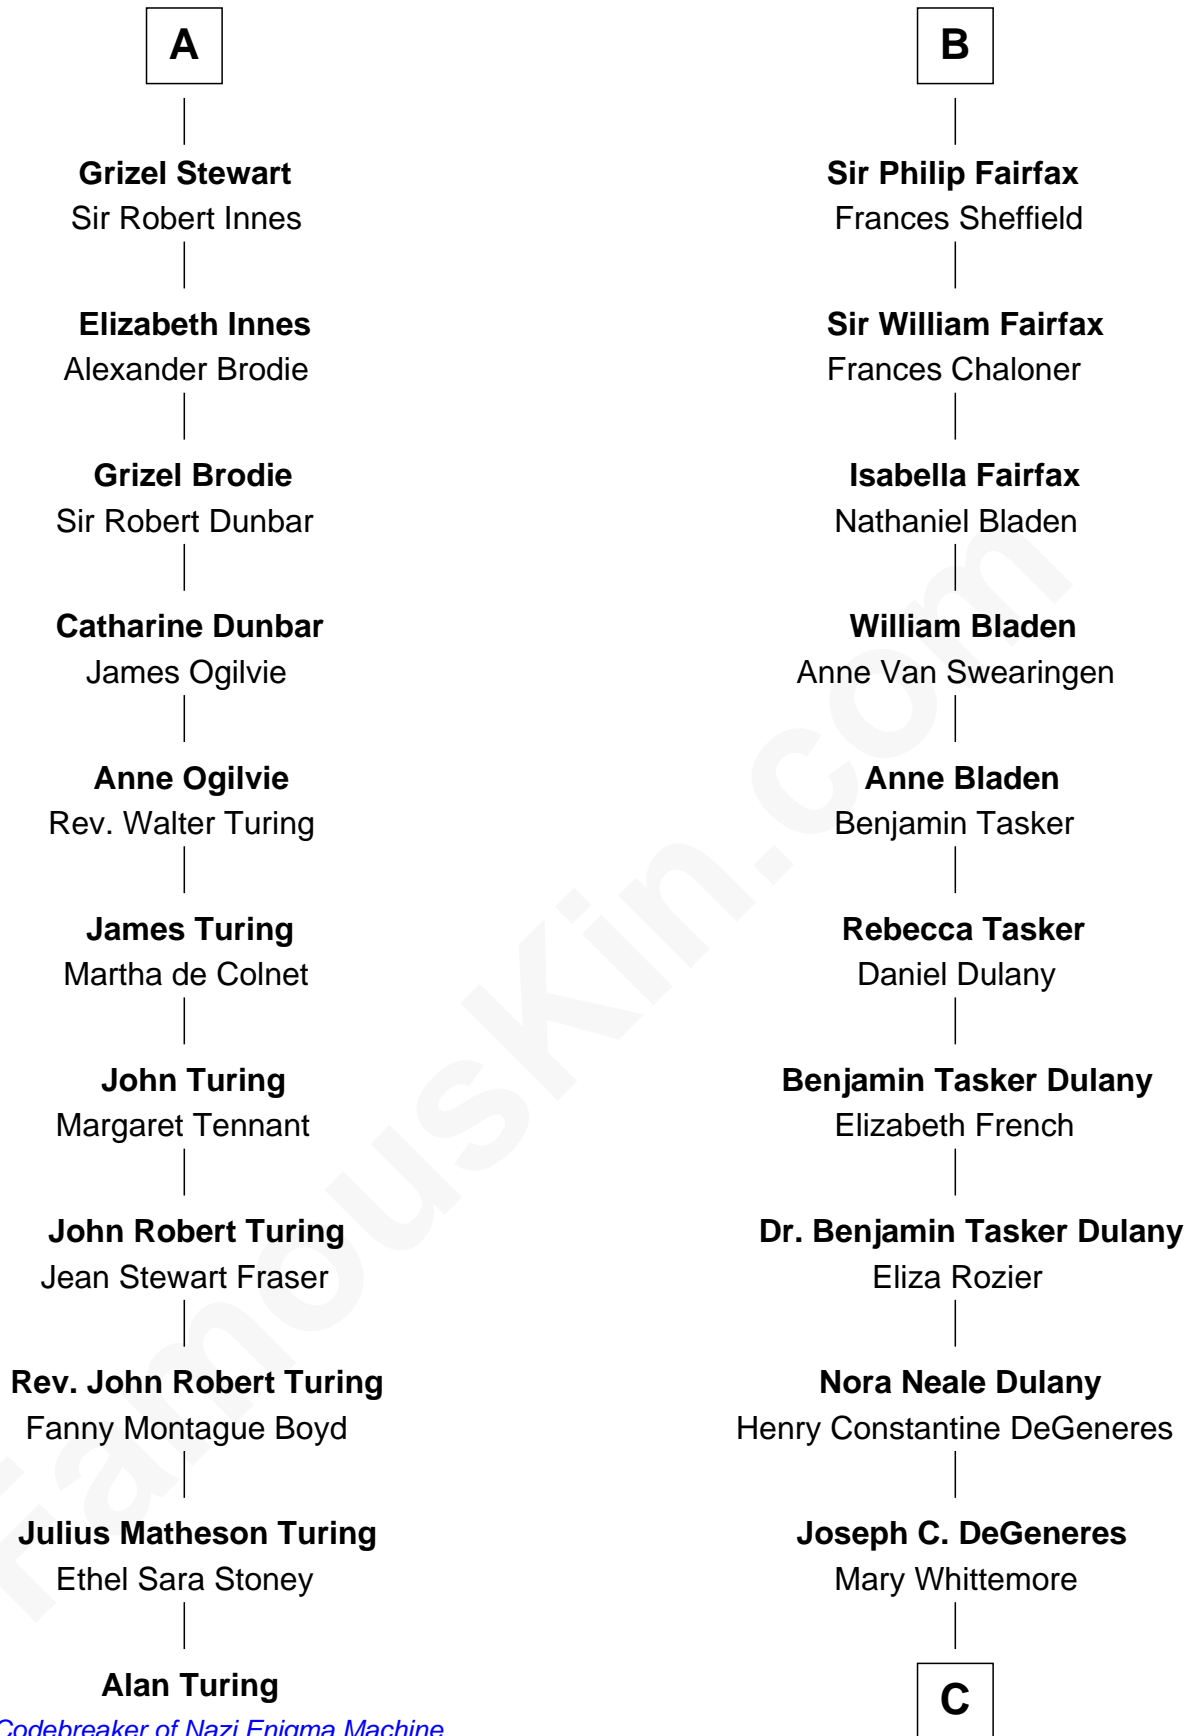 A
Grizel Stewart
Sir Robert Innes
Elizabeth Innes
Alexander Brodie
Grizel Brodie
Sir Robert Dunbar
Catharine Dunbar
James Ogilvie
Anne Ogilvie
Rev. Walter Turing
James Turing
Martha de Colnet
John Turing
Margaret Tennant
John Robert Turing
Jean Stewart Fraser
Rev. John Robert Turing
Fanny Montague Boyd
Julius Matheson Turing
Ethel Sara Stoney
Alan Turing
Codebreaker of Nazi Enigma Machine
B
Sir Philip Fairfax
Frances Sheffield
Sir William Fairfax
Frances Chaloner
Isabella Fairfax
Nathaniel Bladen
William Bladen
Anne Van Swearingen
Anne Bladen
Benjamin Tasker
Rebecca Tasker
Daniel Dulany
Benjamin Tasker Dulany
Elizabeth French
Dr. Benjamin Tasker Dulany
Eliza Rozier
Nora Neale Dulany
Henry Constantine DeGeneres
Joseph C. DeGeneres
Mary Whittemore
C
FamousKin.com